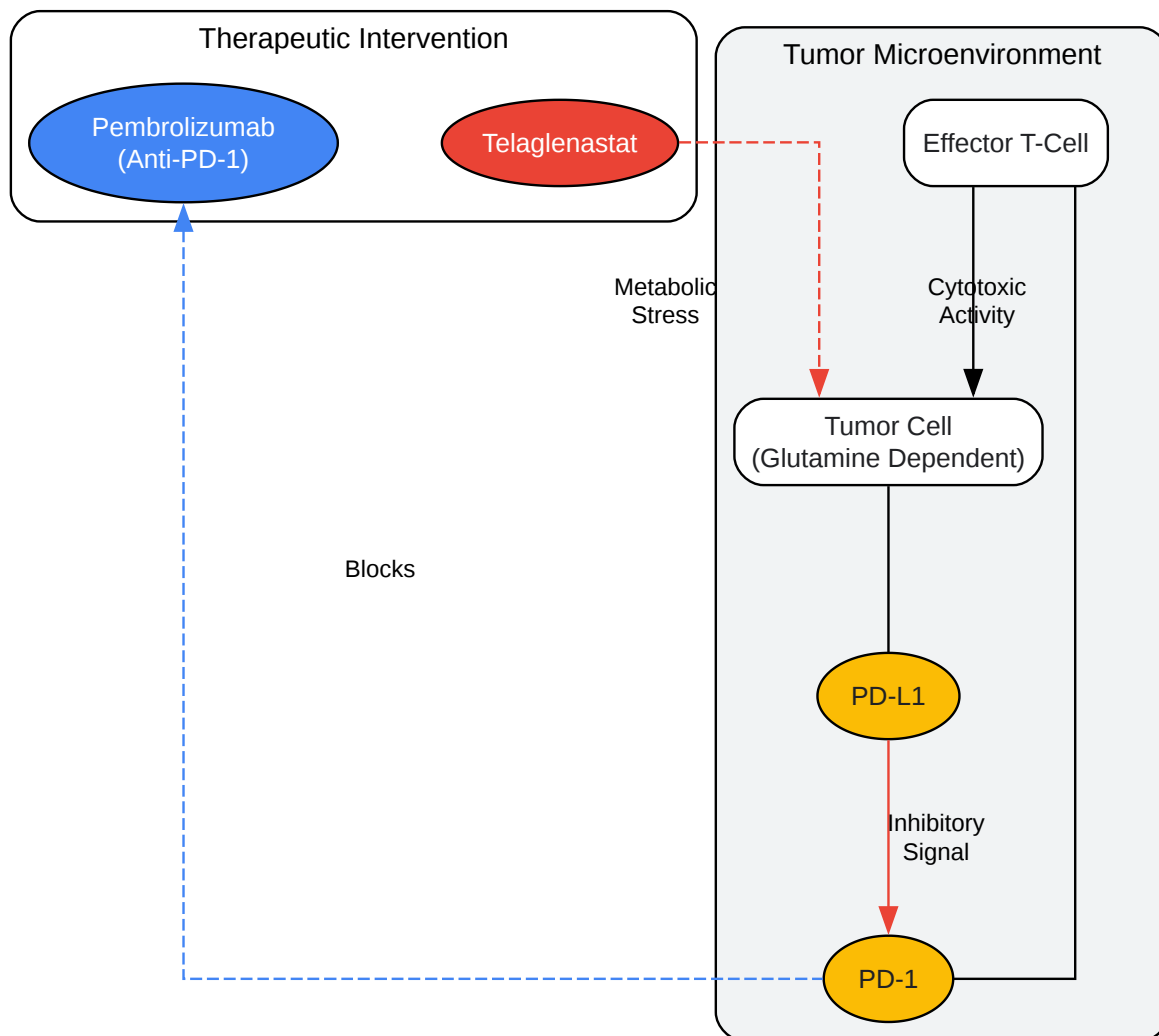 Therapeutic Intervention
Pembrolizumab
(Anti-PD-1)
Telaglenastat
Tumor Microenvironment
Effector T-Cell
Metabolic
Stress
Cytotoxic
Activity
Tumor Cell
(Glutamine Dependent)
Blocks
PD-L1
Inhibitory
Signal
PD-1